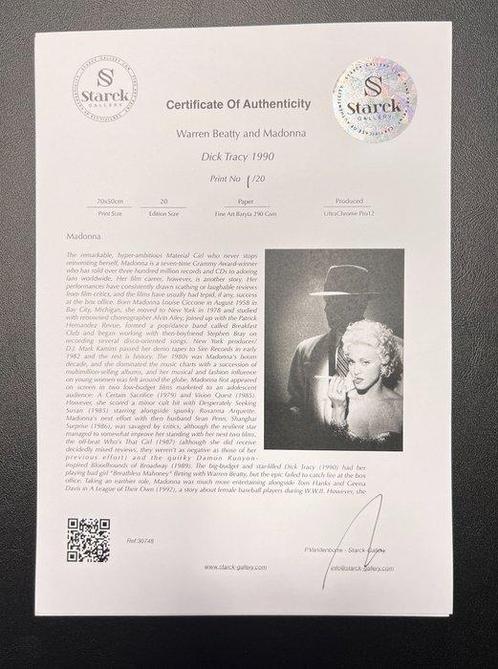 STARCK GALLERY.COM
Starck
GALLERY
Starck
GALLERY
Certificate Of Authenticity
Warren Beatty and Madonna
Dick Tracy 1990
Print No 1/20
70x50cm 20 Paper Produced
Print Size Edition Size Fine Art Baryta 290 Gsm UltraChrome Pro12
Madonna
The remarkable, hyper-ambitious Material Girl who never stops
reinventing herself, Madonna is a seven-time Grammy Award-winner
who has sold over three hundred million records and CDs to adoring
fans worldwide. Her film career, however, is another story. Her
performances have consistently drawn scathing or laughable reviews
from film critics, and the films have usually had tepid, if any, success
at the box office. Born Madonna Louise Ciccone in August 1958 in
Bay City, Michigan, she moved to New York in 1978 and studied
with renowned choreographer Alvin Ailey, joined up with the Patrick
Hernandez Revue, formed a pop/dance band called Breakfast
Club and began working with then-boyfriend Stephen Bray on
recording several disco-oriented songs. New York producer/
D.J. Mark Kamins passed her demo tapes to Sire Records in early
1982 and the rest is history. The 1980s was Madonna's boom
decade, and she dominated the music charts with a succession of
multimillion-selling albums, and her musical and fashion influence
on young women was felt around the globe. Madonna first appeared
on screen in two low-budget films marketed to an adolescent
audience: A Certain Sacrifice (1979) and Vision Quest (1985).
However, she scored a minor cult hit with Desperately Seeking
Susan (1985) starring alongside spunky Rosanna Arquette.
Madonna's next effort with then husband Sean Penn, Shanghai
Surprise (1986), was savaged by critics, although the resilient star
managed to somewhat improve her standing with her next two films,
the off-beat Who's That Girl (1987) (although she did receive
decidedly mixed reviews, they weren't as negative as those of her
previous effort) and the quirky Damon Runyon-
inspired Bloodhounds of Broadway (1989). The big-budget and star-filled Dick Tracy (1990) had her
playing bad girl "Breathless Mahoney" flirting with Warren Beatty, but the epic failed to catch fire at the box
office. Taking an earthier role, Madonna was much more entertaining alongside Tom Hanks and Geena
Davis in A League of Their Own (1992), a story about female baseball players during W.W.II. However, she
Ref:30748
P.Vandenborre - Starck-Gallery
www.starck-gallery.com
info@starck-gallery.com